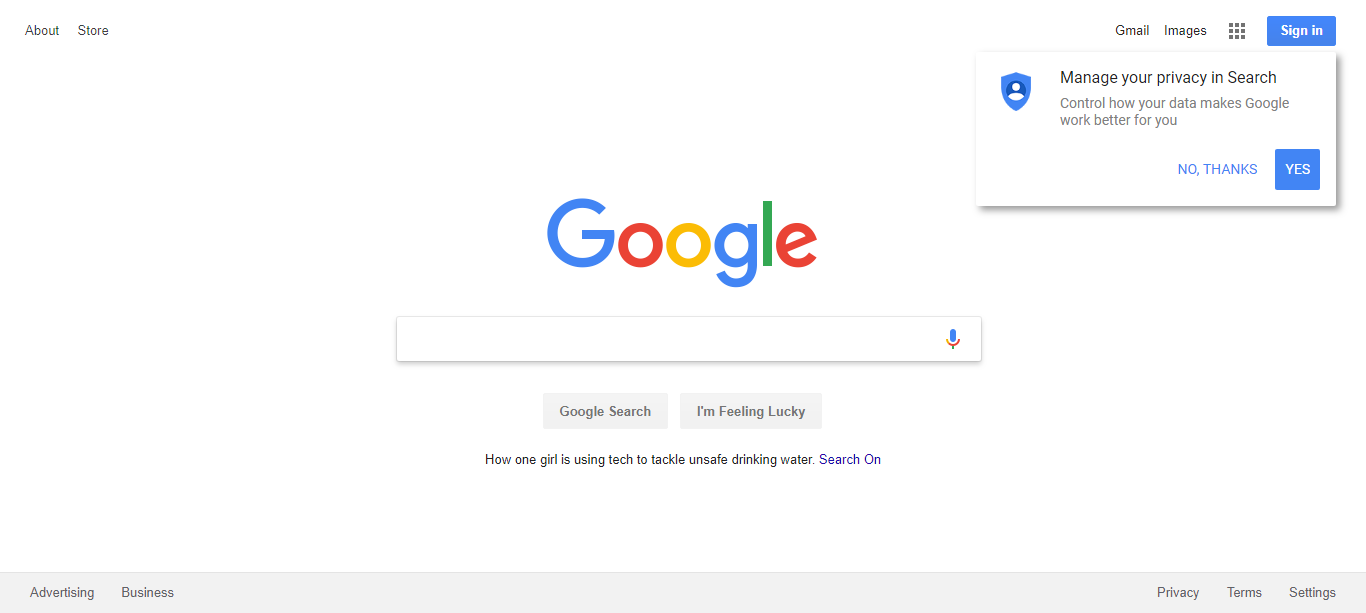 About Store
Gmail Images Sign in
Manage your privacy in Search
Control how your data makes Google
work better for you
NO, THANKS YES
Google
Google Search I'm Feeling Lucky
How one girl is using tech to tackle unsafe drinking water. Search On
Advertising Business
Privacy Terms Settings